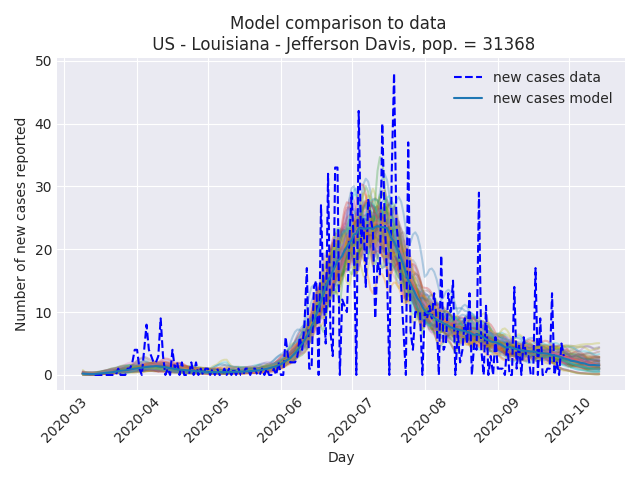 Model comparison to data
US - Louisiana - Jefferson Davis, pop. = 31368
new cases data
new cases model
Number of new cases reported
50
40
30
20
10
0
2020-03
2020-04
2020-05
2020-06
2020-07
2020-08
2020-09
2020-10
Day